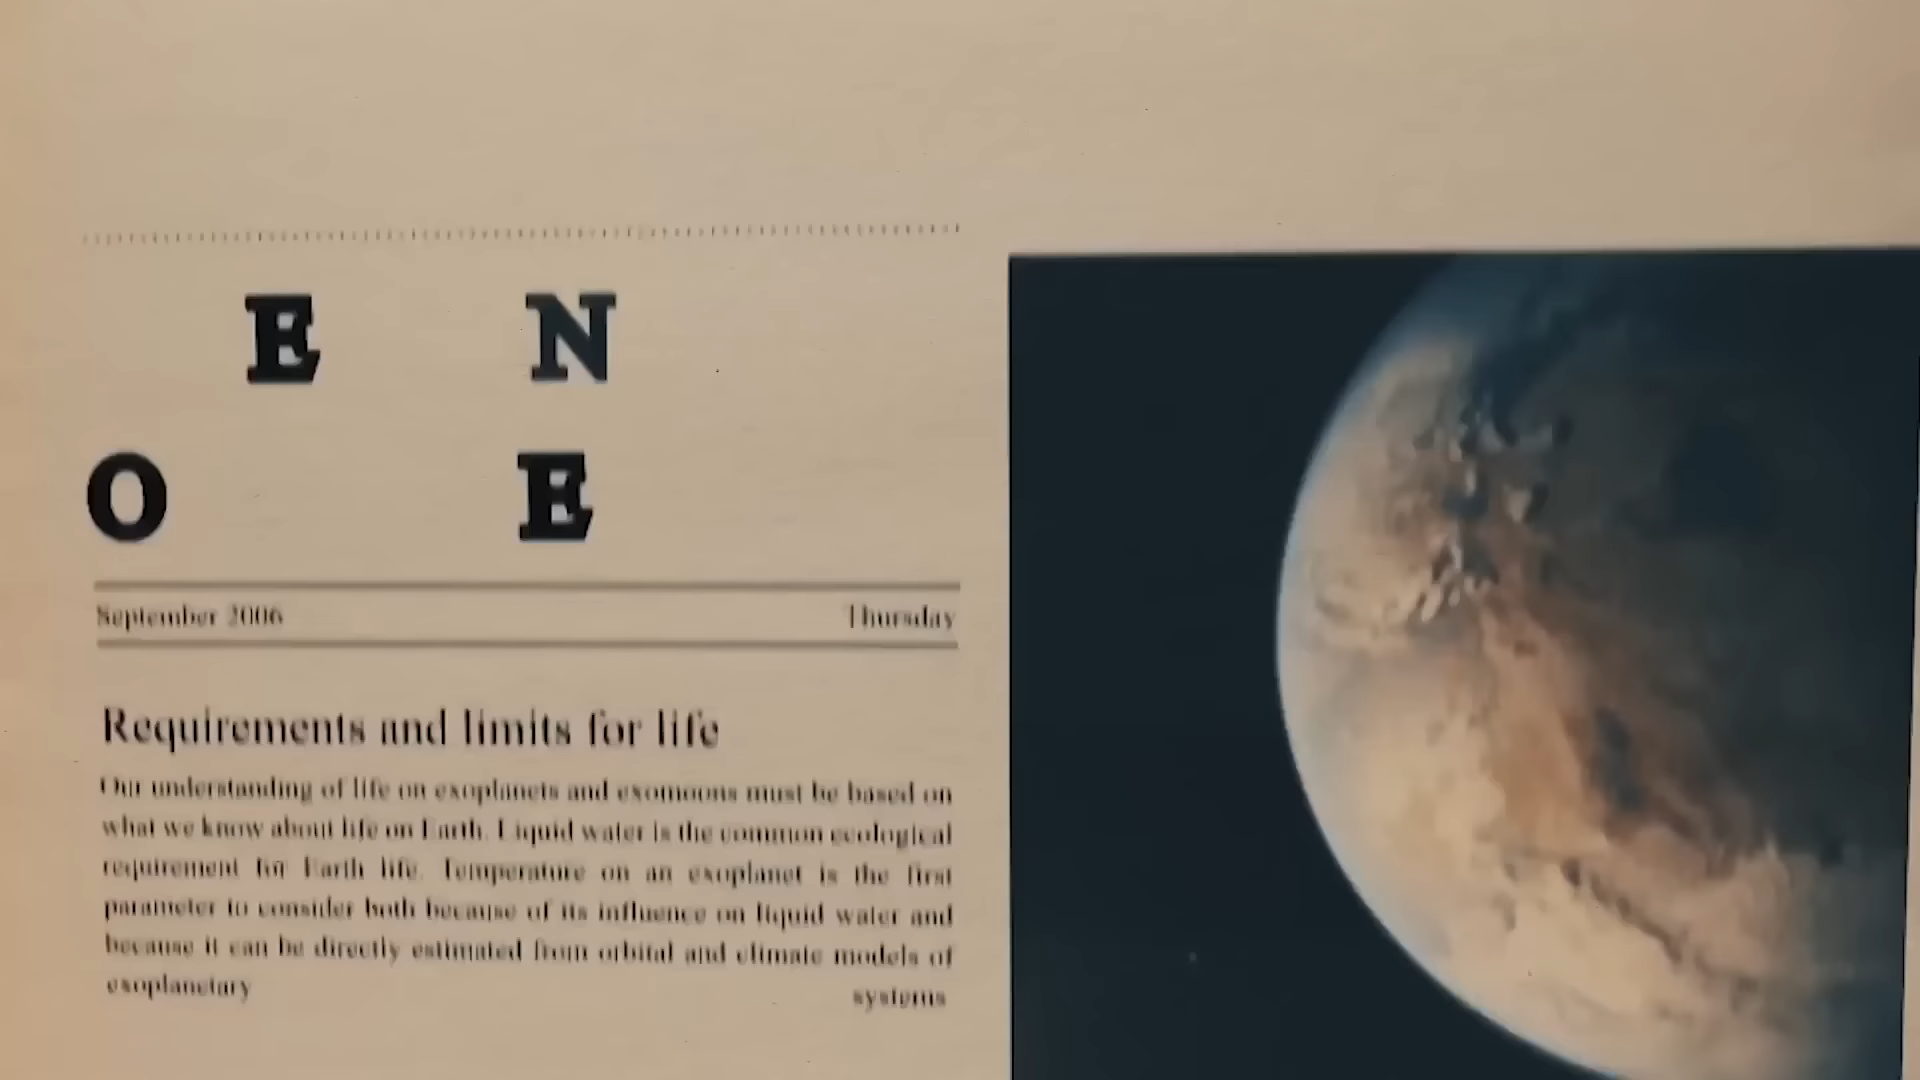 E N
O E
September 2006 Thursday
Requirements and limits for life
Our understanding of life on exoplanets and exomoons must be based on
what we know about life on Earth. Liquid water is the common ecological
requirement for Earth life. Temperature on an exoplanet is the first
parameter to consider both because of its influence on liquid water and
because it can be directly estimated from orbital and climate models of
exoplanetary systems